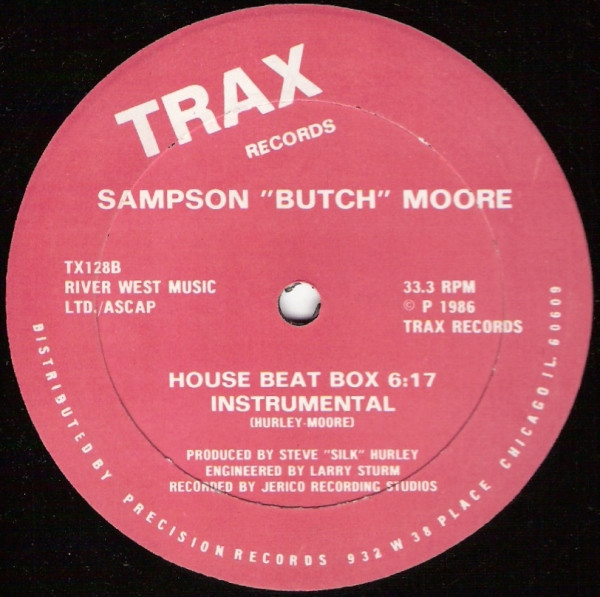 TRAX
RECORDS
SAMPSON "BUTCH" MOORE
TX128B
RIVER WEST MUSIC
LTD./ASCAP
33.3 RPM
© P 1986
TRAX RECORDS
HOUSE BEAT BOX 6:17
INSTRUMENTAL
(HURLEY-MOORE)
PRODUCED BY STEVE "SILK" HURLEY
ENGINEERED BY LARRY STURM
RECORDED BY JERICO RECORDING STUDIOS
DISTRIBUTED BY PRECISION RECORDS 932 W 38 PLACE CHICAGO IL. 60609